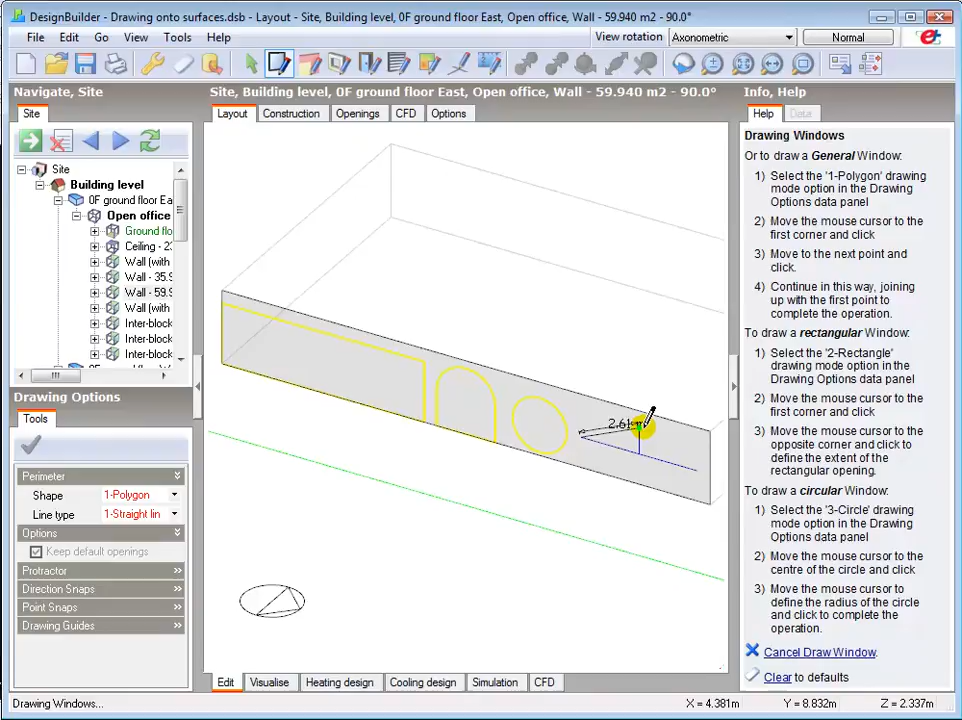 DesignBuilder - Drawing onto surfaces.dsb - Layout - Site, Building level, 0F ground floor East, Open office, Wall - 59.940 m2 - 90.0°
File Edit Go View Tools Help
View rotation Axonometric Normal
Navigate, Site
Site
Site
Building level
0F ground floor Ea
Open office
Ground flo
Ceiling - 23
Wall (with
Wall - 35.9
Wall - 59.9
Wall (with
Inter-block
Inter-block
Inter-block
Drawing Options
Tools
Perimeter
Shape 1-Polygon
Line type 1-Straight lin
Options
Keep default openings
Protractor
Direction Snaps
Point Snaps
Drawing Guides
Site, Building level, 0F ground floor East, Open office, Wall - 59.940 m2 - 90.0°
Layout Construction Openings CFD Options
2.61
Edit Visualise Heating design Cooling design Simulation CFD
Info, Help
Help Data
Drawing Windows
Or to draw a General Window:
1) Select the '1-Polygon' drawing
mode option in the Drawing
Options data panel
2) Move the mouse cursor to the
first corner and click
3) Move to the next point and
click.
4) Continue in this way, joining
up with the first point to
complete the operation.
To draw a rectangular Window:
1) Select the '2-Rectangle'
drawing mode option in the
Drawing Options data panel
2) Move the mouse cursor to the
first corner and click
3) Move the mouse cursor to the
opposite corner and click to
define the extent of the
rectangular opening.
To draw a circular Window:
1) Select the '3-Circle' drawing
mode option in the Drawing
Options data panel
2) Move the mouse cursor to the
centre of the circle and click
3) Move the mouse cursor to
define the radius of the circle
and click to complete the
operation.
Cancel Draw Window.
Clear to defaults
Drawing Windows...
X = 4.381m Y = 8.832m Z = 2.337m